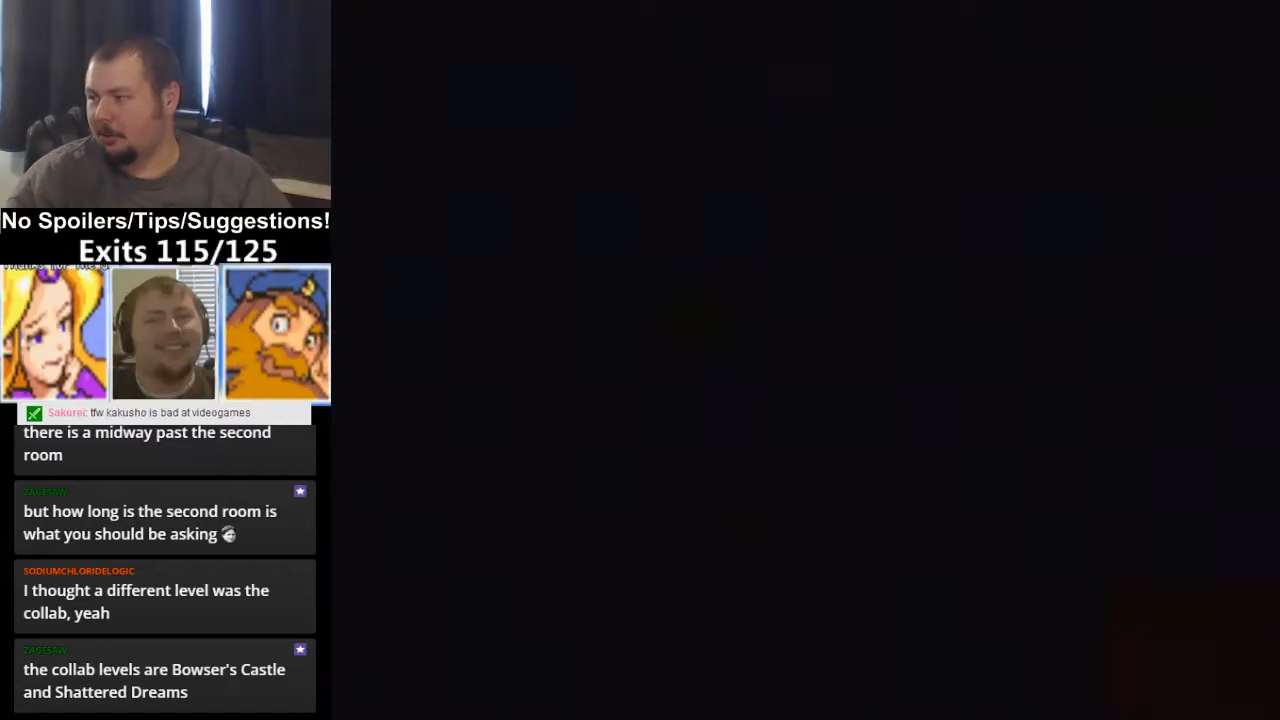 No Spoilers/Tips/Suggestions!
Exits 115/125
Sakurei: tfw kakusho is bad at videogames
there is a midway past the second
room
ZAGESAW
but how long is the second room is
what you should be asking
SODIUMCHLORIDELOGIC
I thought a different level was the
collab, yeah
ZAGESAW
the collab levels are Bowser's Castle
and Shattered Dreams